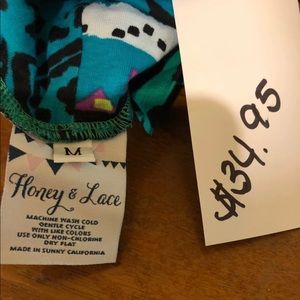 M
Honey & Lace
MACHINE WASH COLD
GENTLE CYCLE
WITH LIKE COLORS
USE ONLY NON-CHLORINE
DRY FLAT
MADE IN SUNNY CALIFORNIA
$34.95